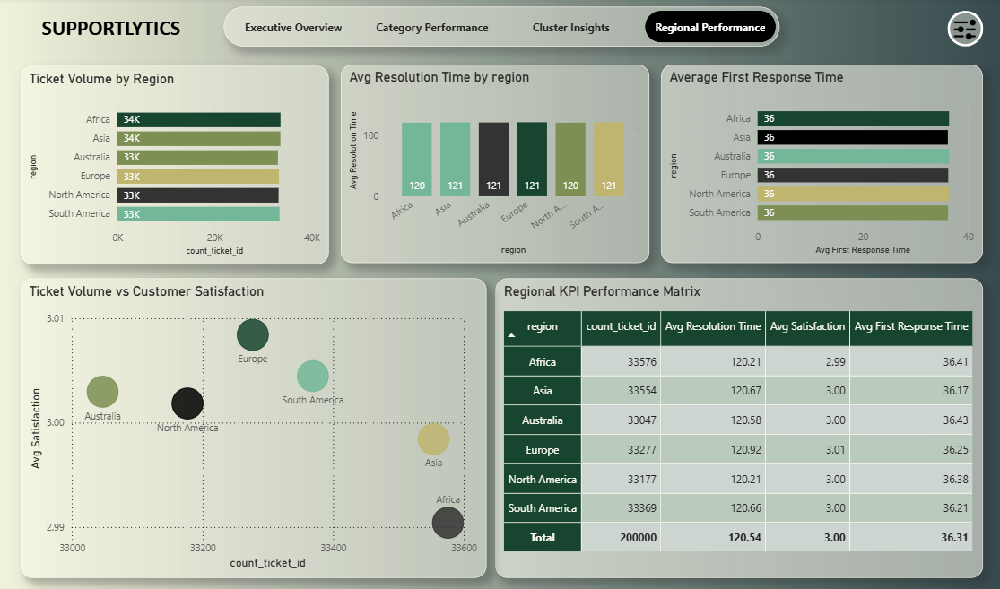 SUPPORTLYTICS
Executive Overview Category Performance Cluster Insights Regional Performance
Ticket Volume by Region
region
Africa 34K
Asia 34K
Australia 33K
Europe 33K
North America 33K
South America 33K
0K 20K 40K
count_ticket_id
Avg Resolution Time by region
Avg Resolution Time
100
0
120 121 121 121 120 121
Africa Asia Australia Europe North A... South A...
region
Average First Response Time
region
Africa 36
Asia 36
Australia 36
Europe 36
North America 36
South America 36
0 20 40
Avg First Response Time
Ticket Volume vs Customer Satisfaction
Avg Satisfaction
3.01
Europe
South America
Australia
3.00
North America
Asia
Africa
2.99
33000 33200 33400 33600
count_ticket_id
Regional KPI Performance Matrix
region count_ticket_id Avg Resolution Time Avg Satisfaction Avg First Response Time
Africa 33576 120.21 2.99 36.41
Asia 33554 120.67 3.00 36.17
Australia 33047 120.58 3.00 36.43
Europe 33277 120.92 3.01 36.25
North America 33177 120.21 3.00 36.38
South America 33369 120.66 3.00 36.21
Total 200000 120.54 3.00 36.31